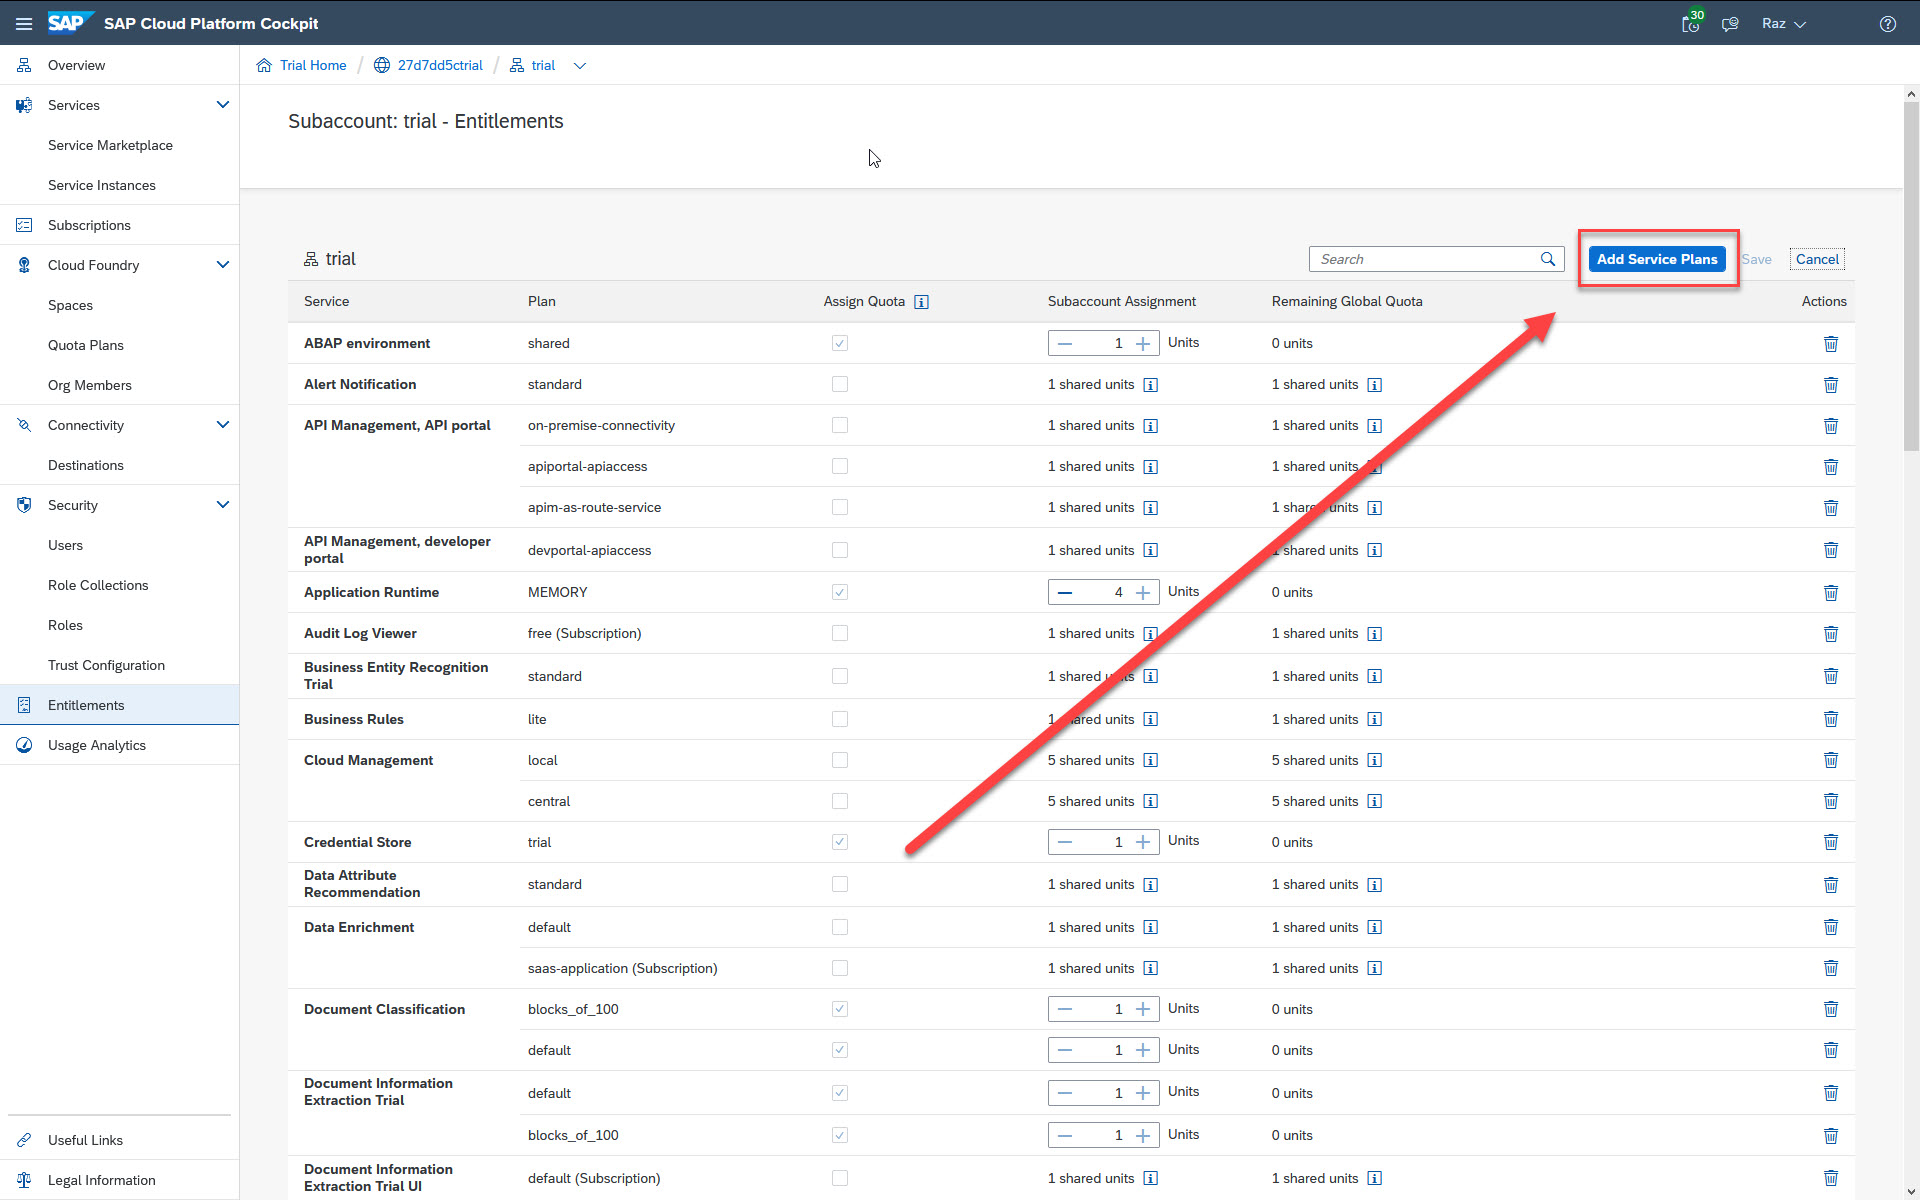 SAP SAP Cloud Platform Cockpit
30
Raz
Overview
Services
Service Marketplace
Service Instances
Subscriptions
Cloud Foundry
Spaces
Quota Plans
Org Members
Connectivity
Destinations
Security
Users
Role Collections
Roles
Trust Configuration
Entitlements
Usage Analytics
Useful Links
Legal Information
Trial Home / 27d7dd5ctrial / trial
Subaccount: trial - Entitlements
trial
Search
Add Service Plans
Save
Cancel
Service Plan Assign Quota Subaccount Assignment Remaining Global Quota Actions
ABAP environment shared 1 Units 0 units
Alert Notification standard 1 shared units 1 shared units
API Management, API portal on-premise-connectivity 1 shared units 1 shared units
apiportal-apiaccess 1 shared units 1 shared units
apim-as-route-service 1 shared units 1 shared units
API Management, developer
portal devportal-apiaccess 1 shared units 1 shared units
Application Runtime MEMORY 4 Units 0 units
Audit Log Viewer free (Subscription) 1 shared units 1 shared units
Business Entity Recognition
Trial standard 1 shared units 1 shared units
Business Rules lite 1 shared units 1 shared units
Cloud Management local 5 shared units 5 shared units
central 5 shared units 5 shared units
Credential Store trial 1 Units 0 units
Data Attribute
Recommendation standard 1 shared units 1 shared units
Data Enrichment default 1 shared units 1 shared units
saas-application (Subscription) 1 shared units 1 shared units
Document Classification blocks_of_100 1 Units 0 units
default 1 Units 0 units
Document Information
Extraction Trial default 1 Units 0 units
blocks_of_100 1 Units 0 units
Document Information
Extraction Trial UI default (Subscription) 1 shared units 1 shared units